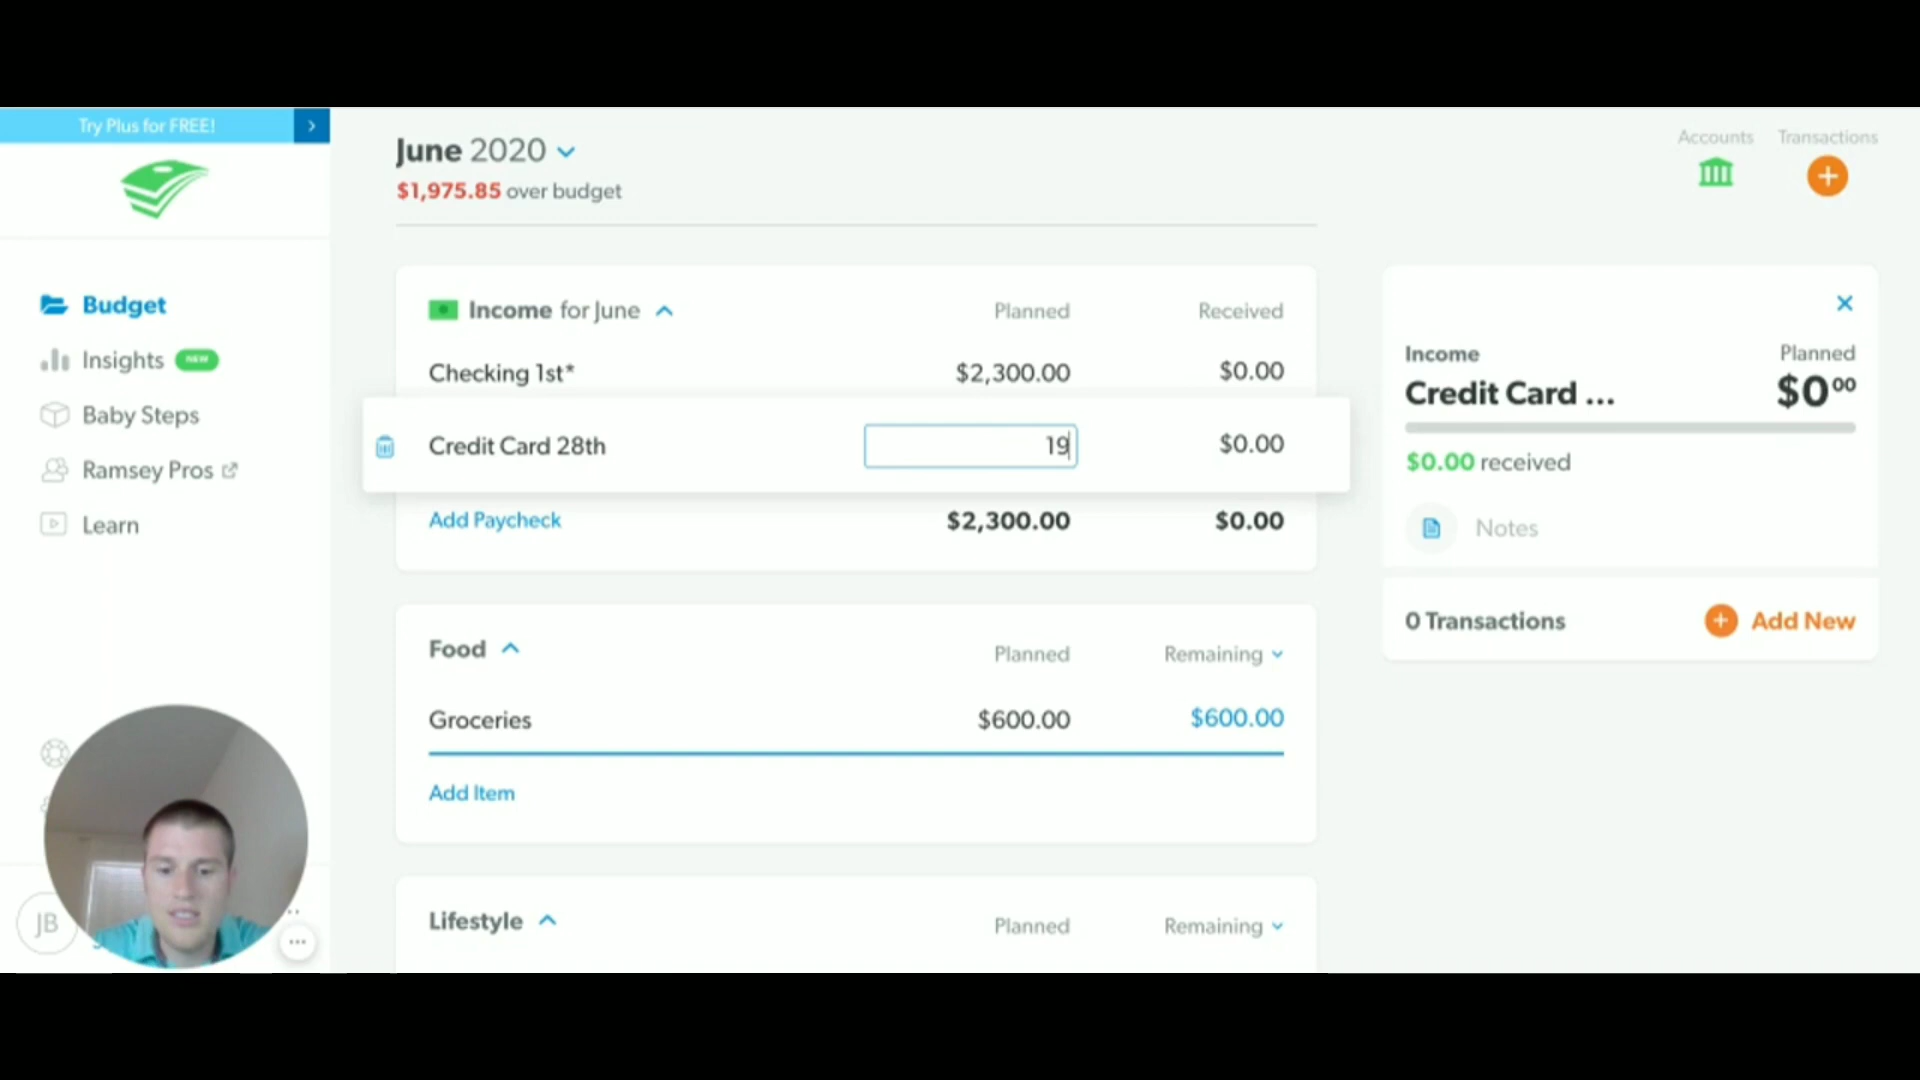 Try Plus for FREE!
Budget
Insights NEW
Baby Steps
Ramsey Pros
Learn
JB
June 2020
$1,975.85 over budget
Accounts
Transactions
Income for June
Planned
Received
Checking 1st*
$2,300.00
$0.00
Credit Card 28th
19
$0.00
Add Paycheck
$2,300.00
$0.00
Food
Planned
Remaining
Groceries
$600.00
$600.00
Add Item
Lifestyle
Planned
Remaining
Income
Planned
Credit Card ...
$0⁰⁰
$0.00 received
Notes
0 Transactions
Add New